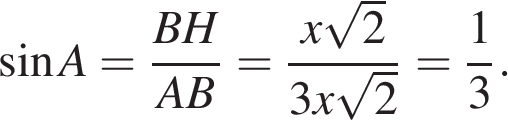 sin A = BH/AB = x√2/3x√2 = 1/3.